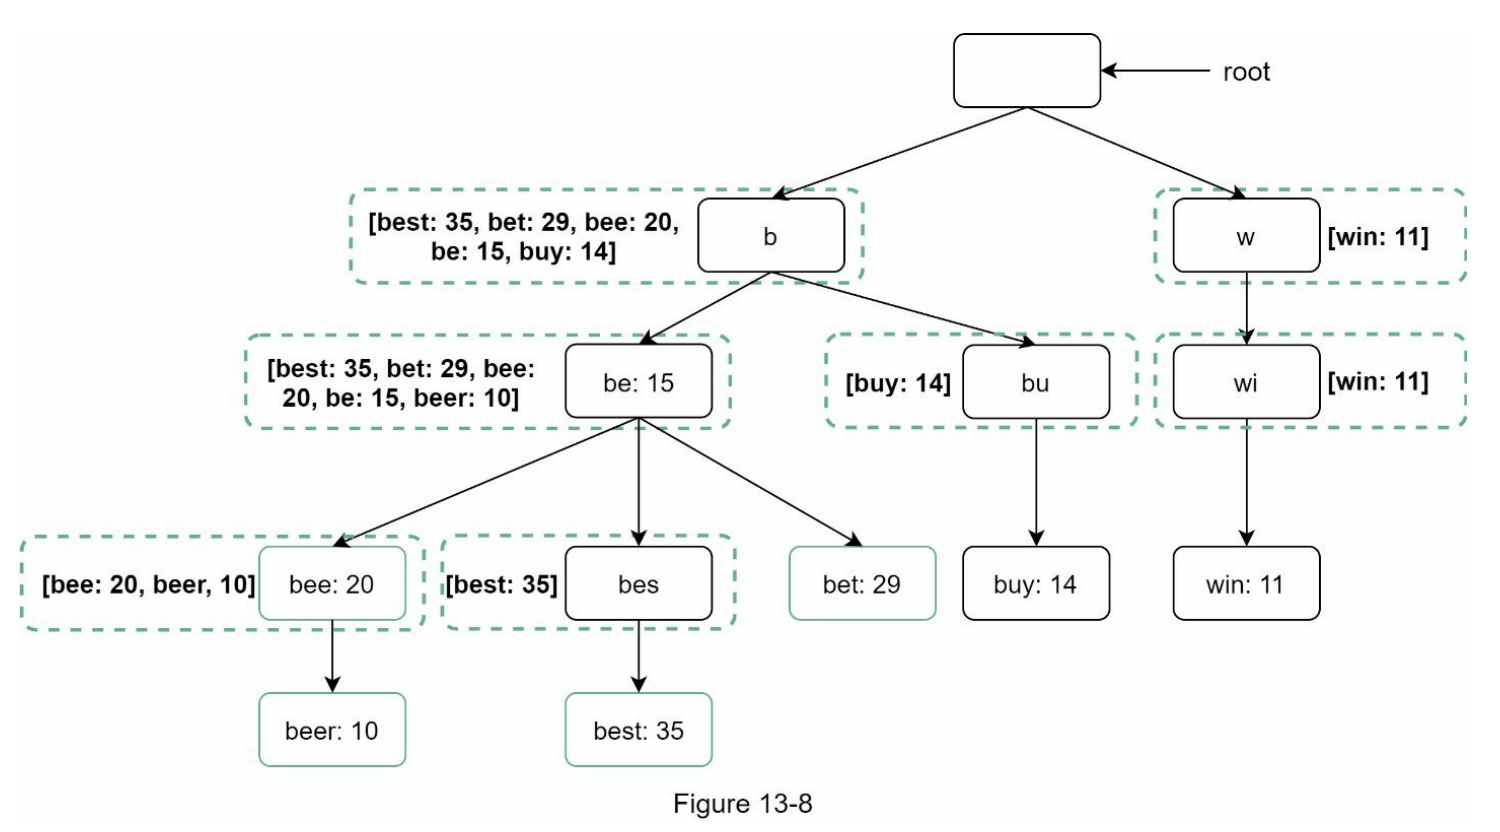 root
[best: 35, bet: 29, bee: 20,
be: 15, buy: 14]
b
w
[win: 11]
[best: 35, bet: 29, bee:
20, be: 15, beer: 10]
be: 15
[buy: 14]
bu
wi
[win: 11]
[bee: 20, beer, 10]
bee: 20
[best: 35]
bes
bet: 29
buy: 14
win: 11
beer: 10
best: 35
Figure 13-8